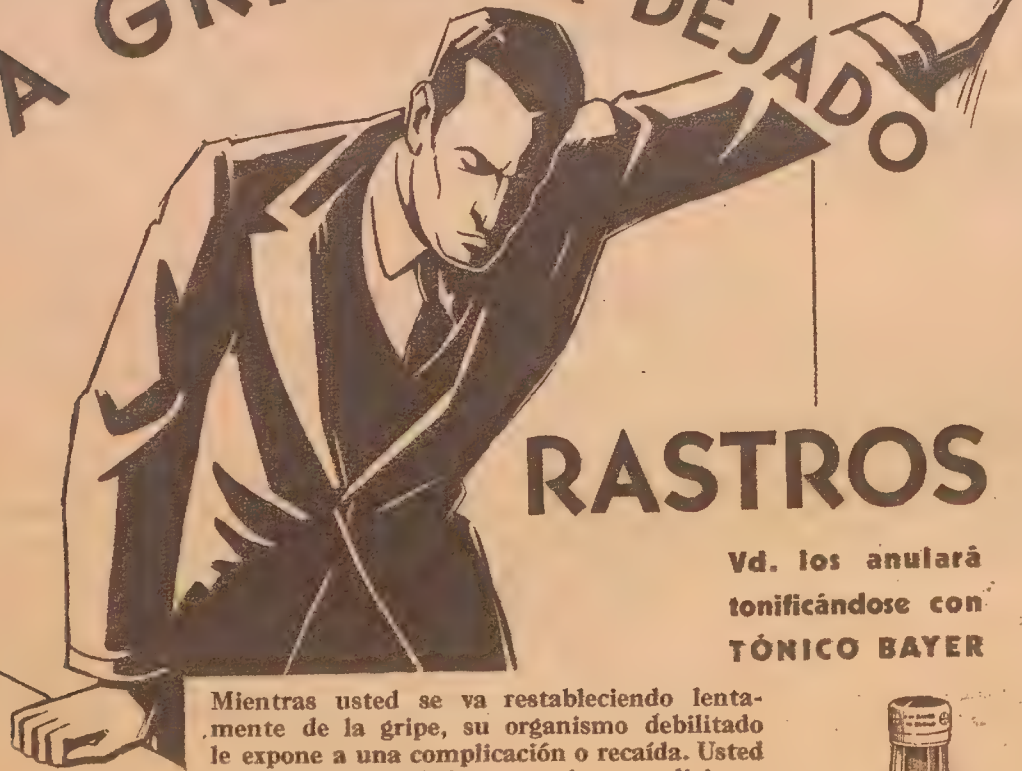 A DEJADO
RASTROS
Vd. los anulará
tonificándose con
TÓNICO BAYER
Mientras usted se va restableciendo lenta-
mente de la gripe, su organismo debilitado
le expone a una complicación o recaída. Usted